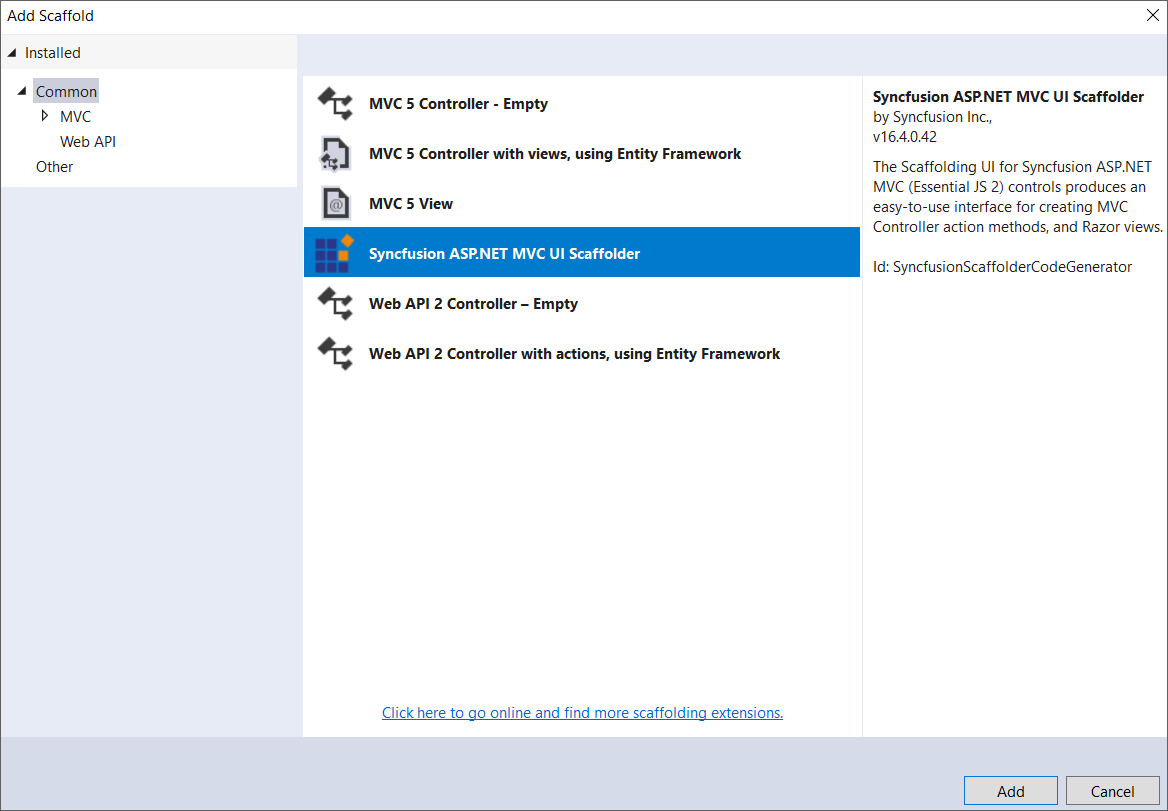 Add Scaffold
Installed
Common
MVC
Web API
Other
MVC 5 Controller - Empty
MVC 5 Controller with views, using Entity Framework
MVC 5 View
Syncfusion ASP.NET MVC UI Scaffolder
Web API 2 Controller – Empty
Web API 2 Controller with actions, using Entity Framework
Click here to go online and find more scaffolding extensions.
Syncfusion ASP.NET MVC UI Scaffolder
by Syncfusion Inc.,
v16.4.0.42
The Scaffolding UI for Syncfusion ASP.NET
MVC (Essential JS 2) controls produces an
easy-to-use interface for creating MVC
Controller action methods, and Razor views.
Id: SyncfusionScaffolderCodeGenerator
Add
Cancel